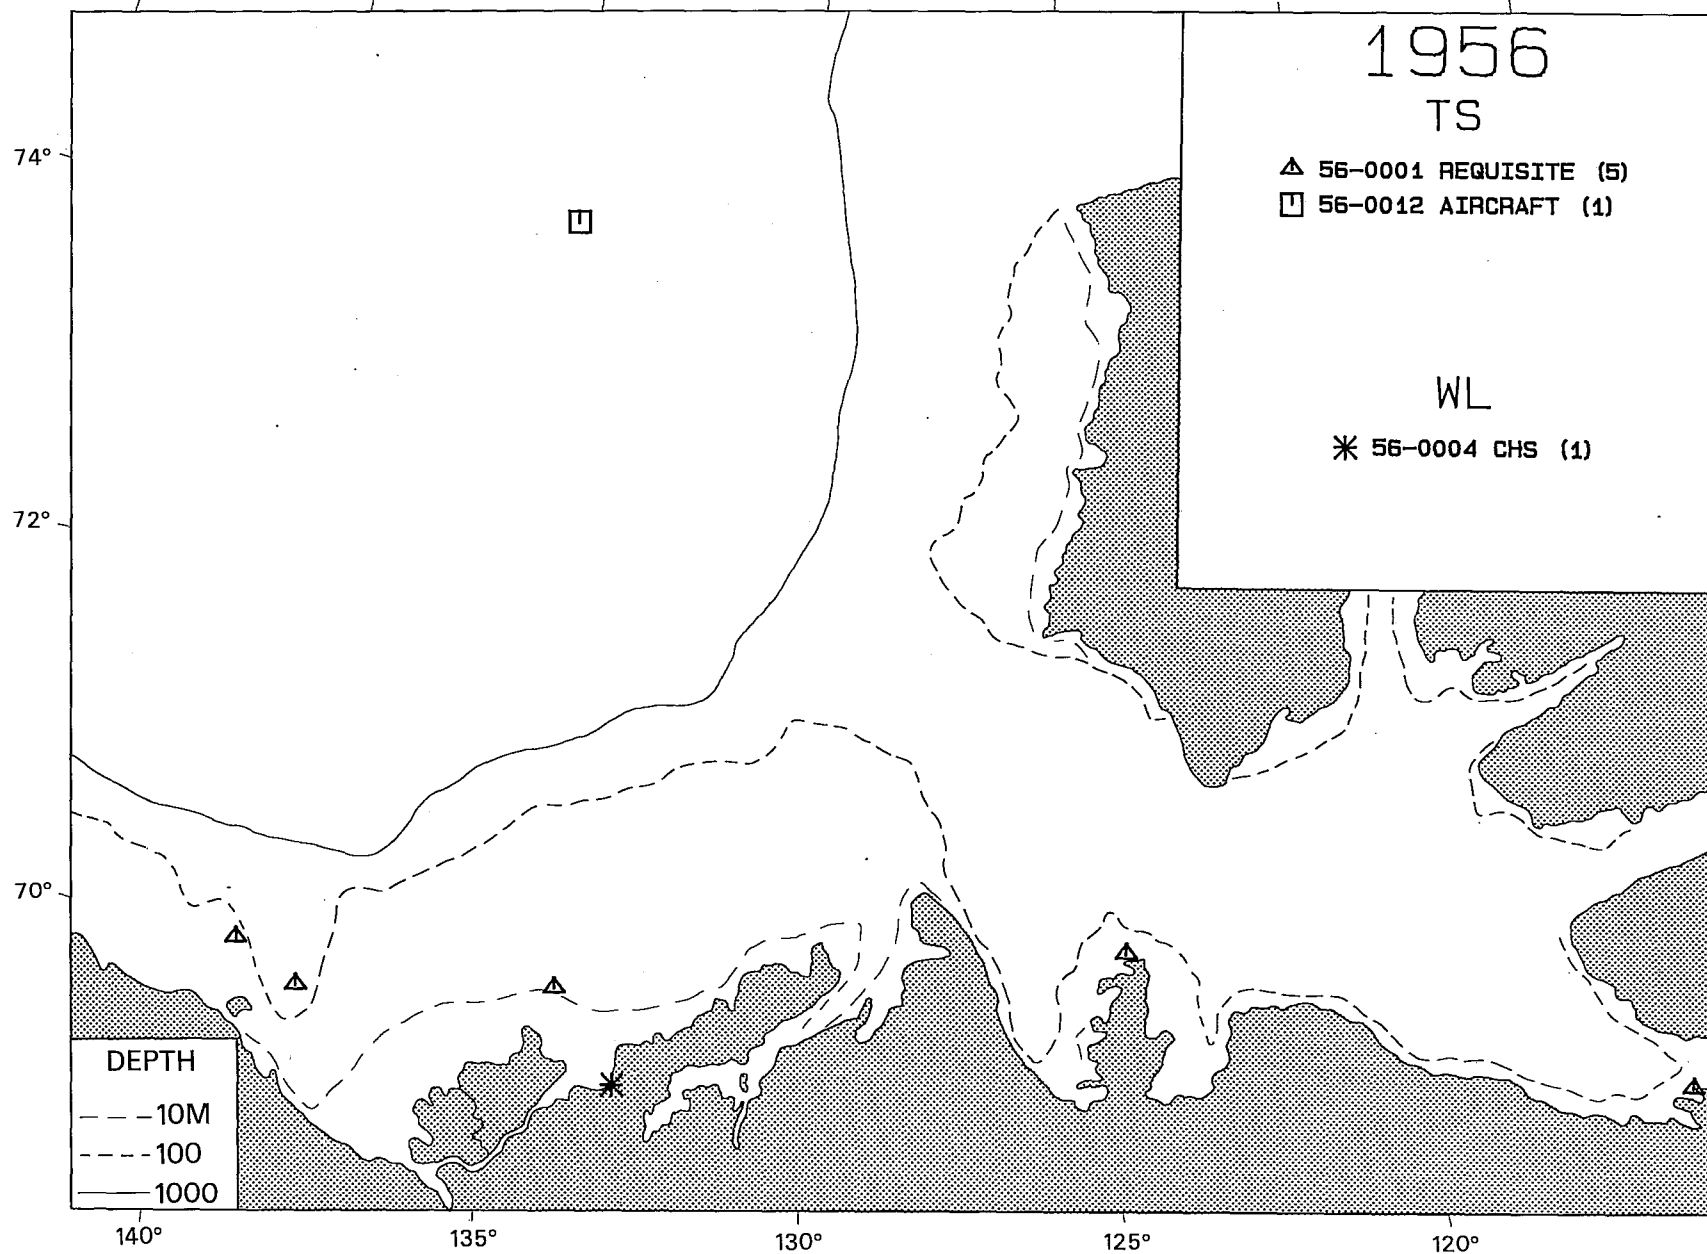 1956
TS
56-0001 REQUISITE (5)
56-0012 AIRCRAFT (1)
WL
56-0004 CHS (1)
74°
72°
70°
DEPTH
10M
100
1000
140° 135° 130° 125° 120°